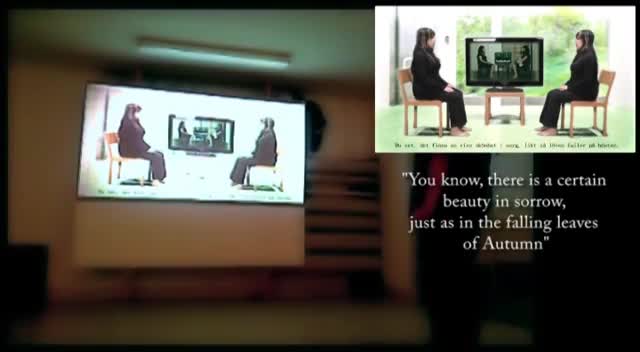 Du vet, det finns en viss skönhet i sorg, likt så löven faller på hösten.
"You know, there is a certain
beauty in sorrow,
just as in the falling leaves
of Autumn"